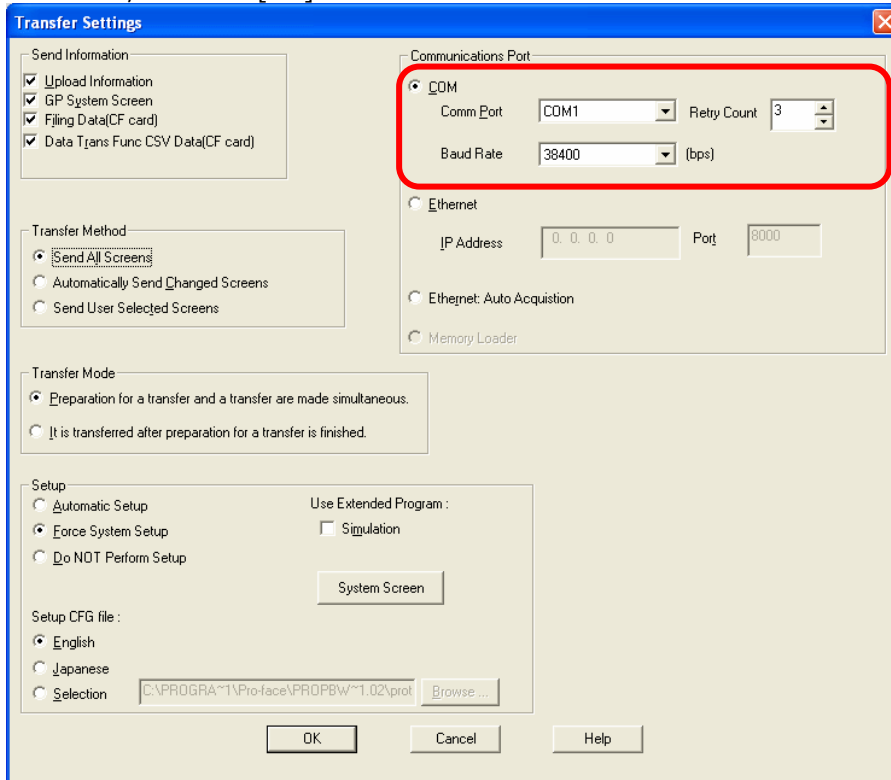 Transfer Settings
Send Information
Upload Information
GP System Screen
Filing Data(CF card)
Data Trans Func CSV Data(CF card)
Communications Port
COM
Comm Port COM1 Retry Count 3
Baud Rate 38400 (bps)
Ethernet
IP Address 0. 0. 0. 0 Port 8000
Ethernet: Auto Acquistion
Memory Loader
Transfer Method
Send All Screens
Automatically Send Changed Screens
Send User Selected Screens
Transfer Mode
Preparation for a transfer and a transfer are made simultaneous.
It is transferred after preparation for a transfer is finished.
Setup
Automatic Setup
Force System Setup
Do NOT Perform Setup
Use Extended Program :
Simulation
System Screen
Setup CFG file :
English
Japanese
Selection C:\PROGRA~1\Pro-face\PROPBW~1.02\prot Browse ...
OK Cancel Help